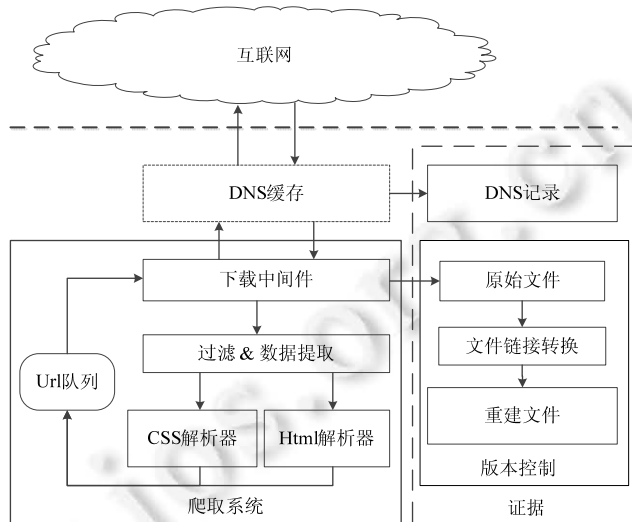 互联网
DNS缓存
DNS记录
下载中间件
原始文件
过滤 & 数据提取
文件链接转换
Url队列
重建文件
CSS解析器
Html解析器
版本控制
爬取系统
证据